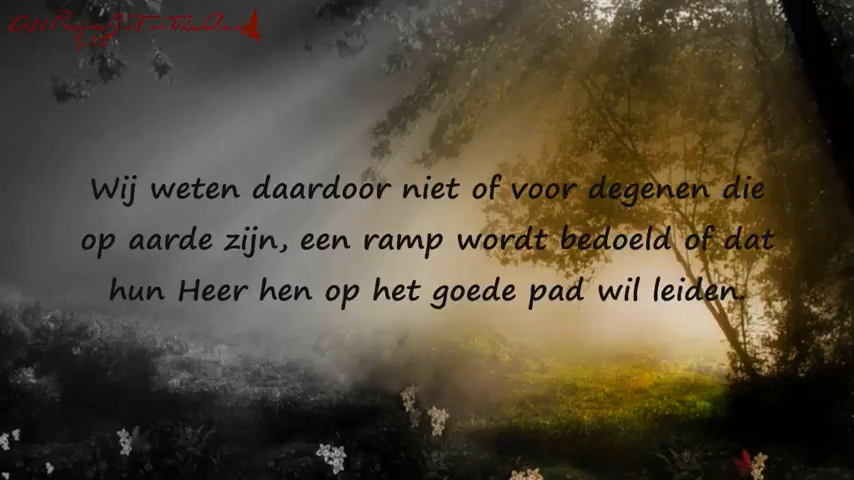 Wij weten daardoor niet of voor degenen die
op aarde zijn, een ramp wordt bedoeld of dat
hun Heer hen op het goede pad wil leiden.